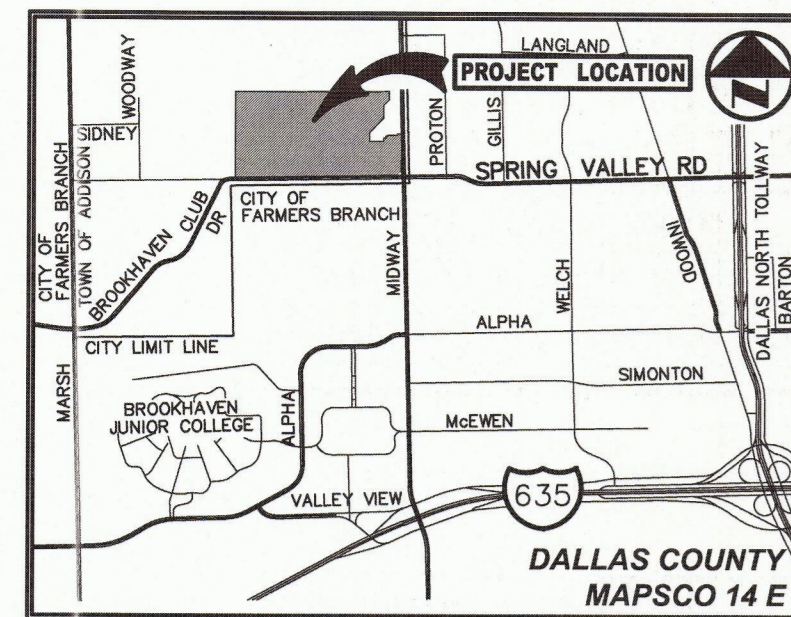 LANGLAND
PROJECT LOCATION
WOODWAY
SIDNEY
PROTON
GILLIS
N
SPRING VALLEY RD
CITY OF
FARMERS BRANCH
TOWN OF ADDISON
CITY OF
FARMERS BRANCH
BROOKHAVEN CLUB
DR
MIDWAY
WELCH
INWOOD
DALLAS NORTH TOLLWAY
BARTON
ALPHA
CITY LIMIT LINE
MARSH
SIMONTON
BROOKHAVEN
JUNIOR COLLEGE
ALPHA
McEWEN
VALLEY VIEW
635
DALLAS COUNTY
MAPSCO 14 E